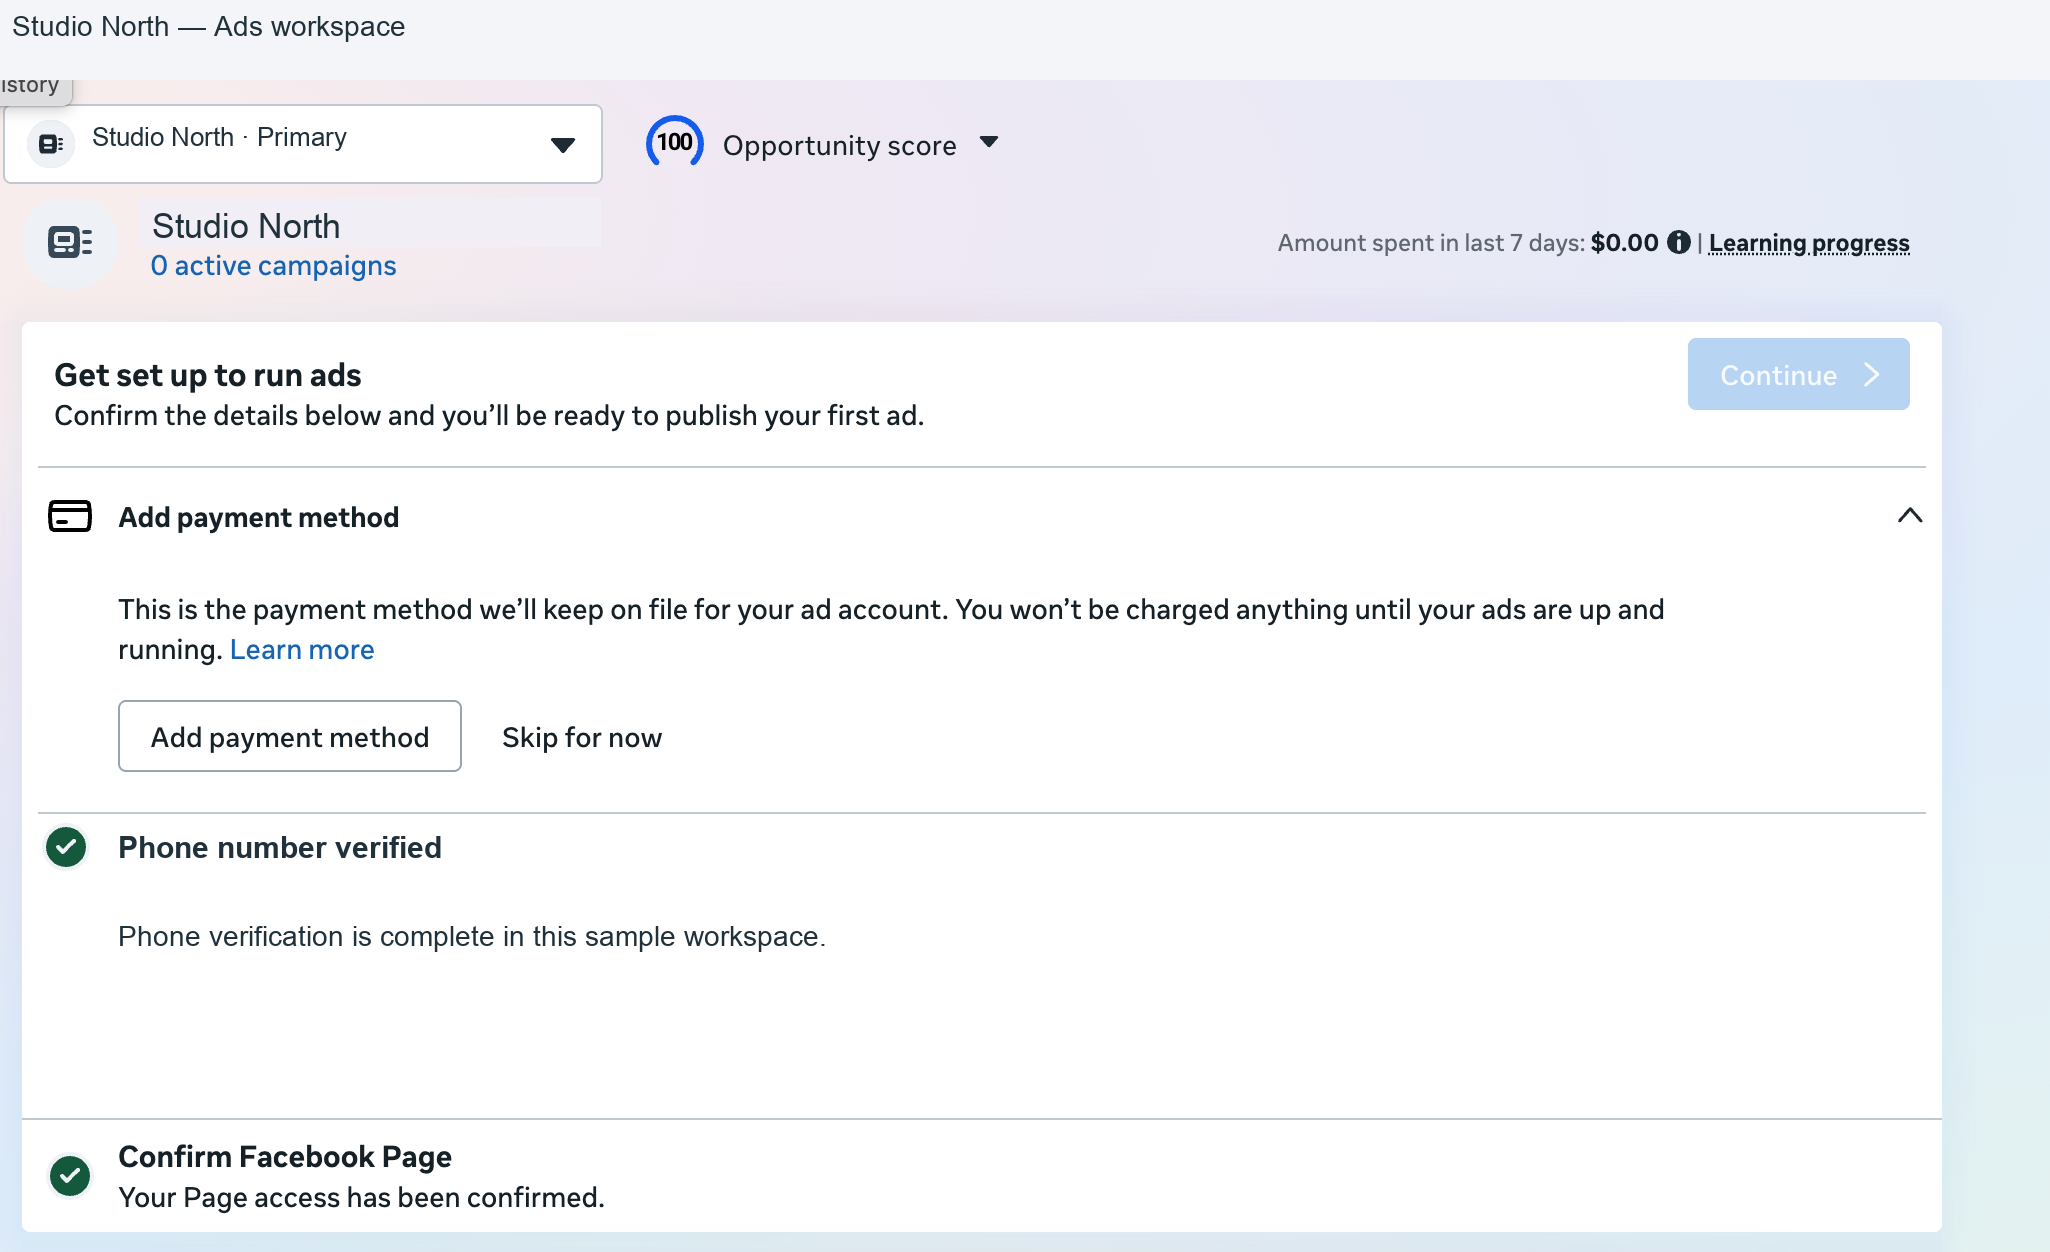 Studio North — Ads workspace
istory
Studio North · Primary
100 Opportunity score
Studio North
0 active campaigns
Amount spent in last 7 days: $0.00 | Learning progress
Get set up to run ads
Continue
Confirm the details below and you’ll be ready to publish your first ad.
Add payment method
This is the payment method we’ll keep on file for your ad account. You won’t be charged anything until your ads are up and
running. Learn more
Add payment method Skip for now
Phone number verified
Phone verification is complete in this sample workspace.
Confirm Facebook Page
Your Page access has been confirmed.